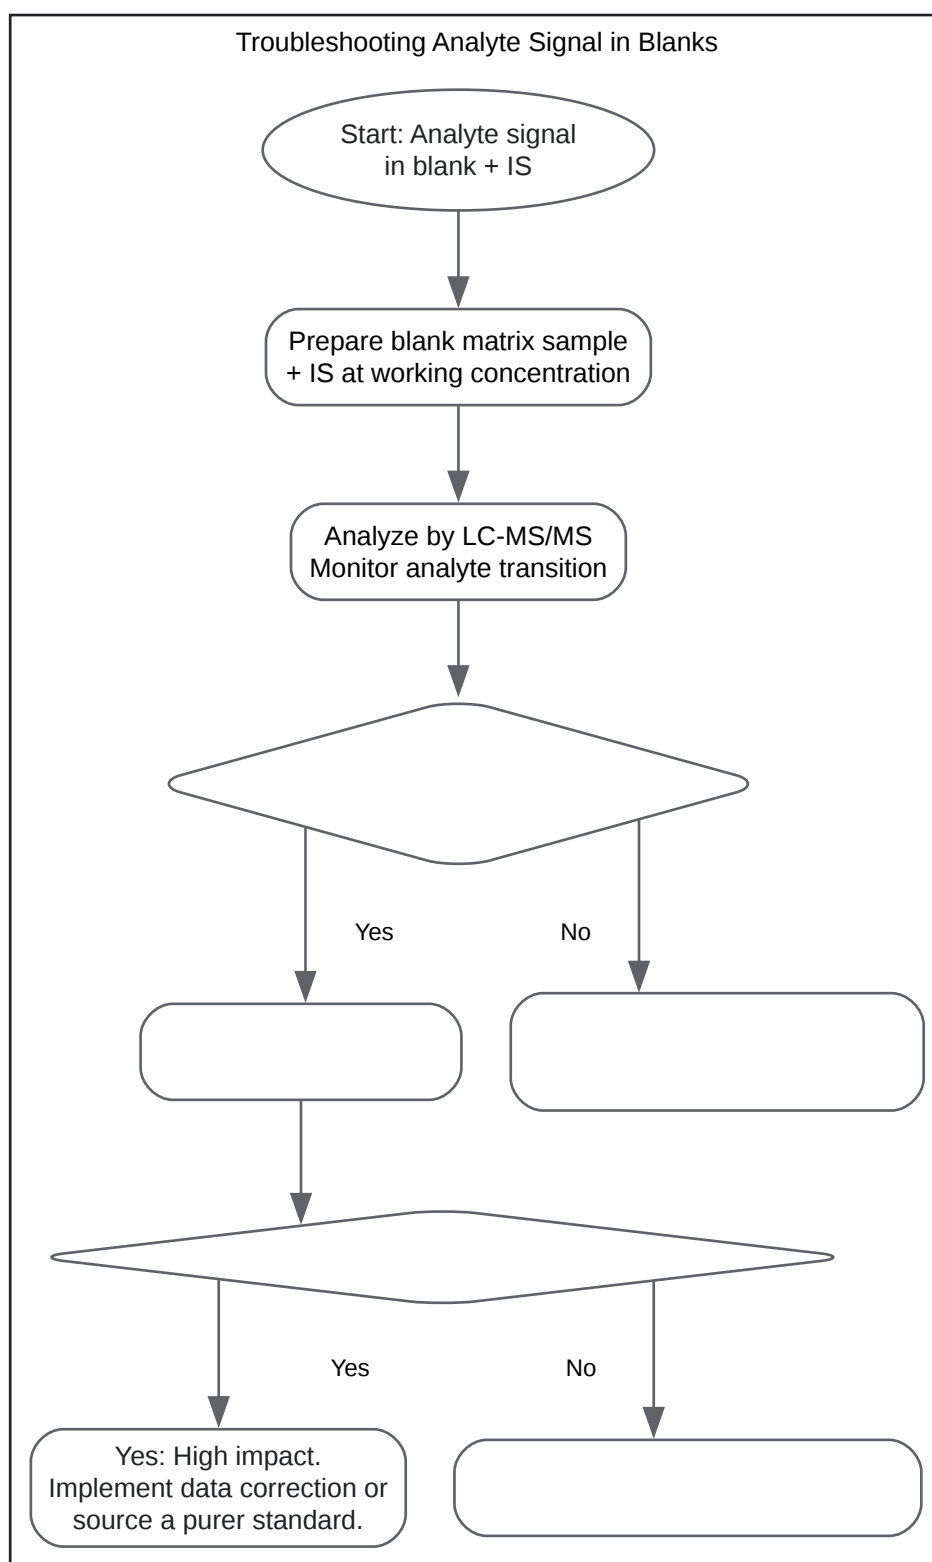 Troubleshooting Analyte Signal in Blanks
Start: Analyte signal
in blank + IS
Prepare blank matrix sample
+ IS at working concentration
Analyze by LC-MS/MS
Monitor analyte transition
Yes
No
Yes
No
Yes: High impact.
Implement data correction or
source a purer standard.